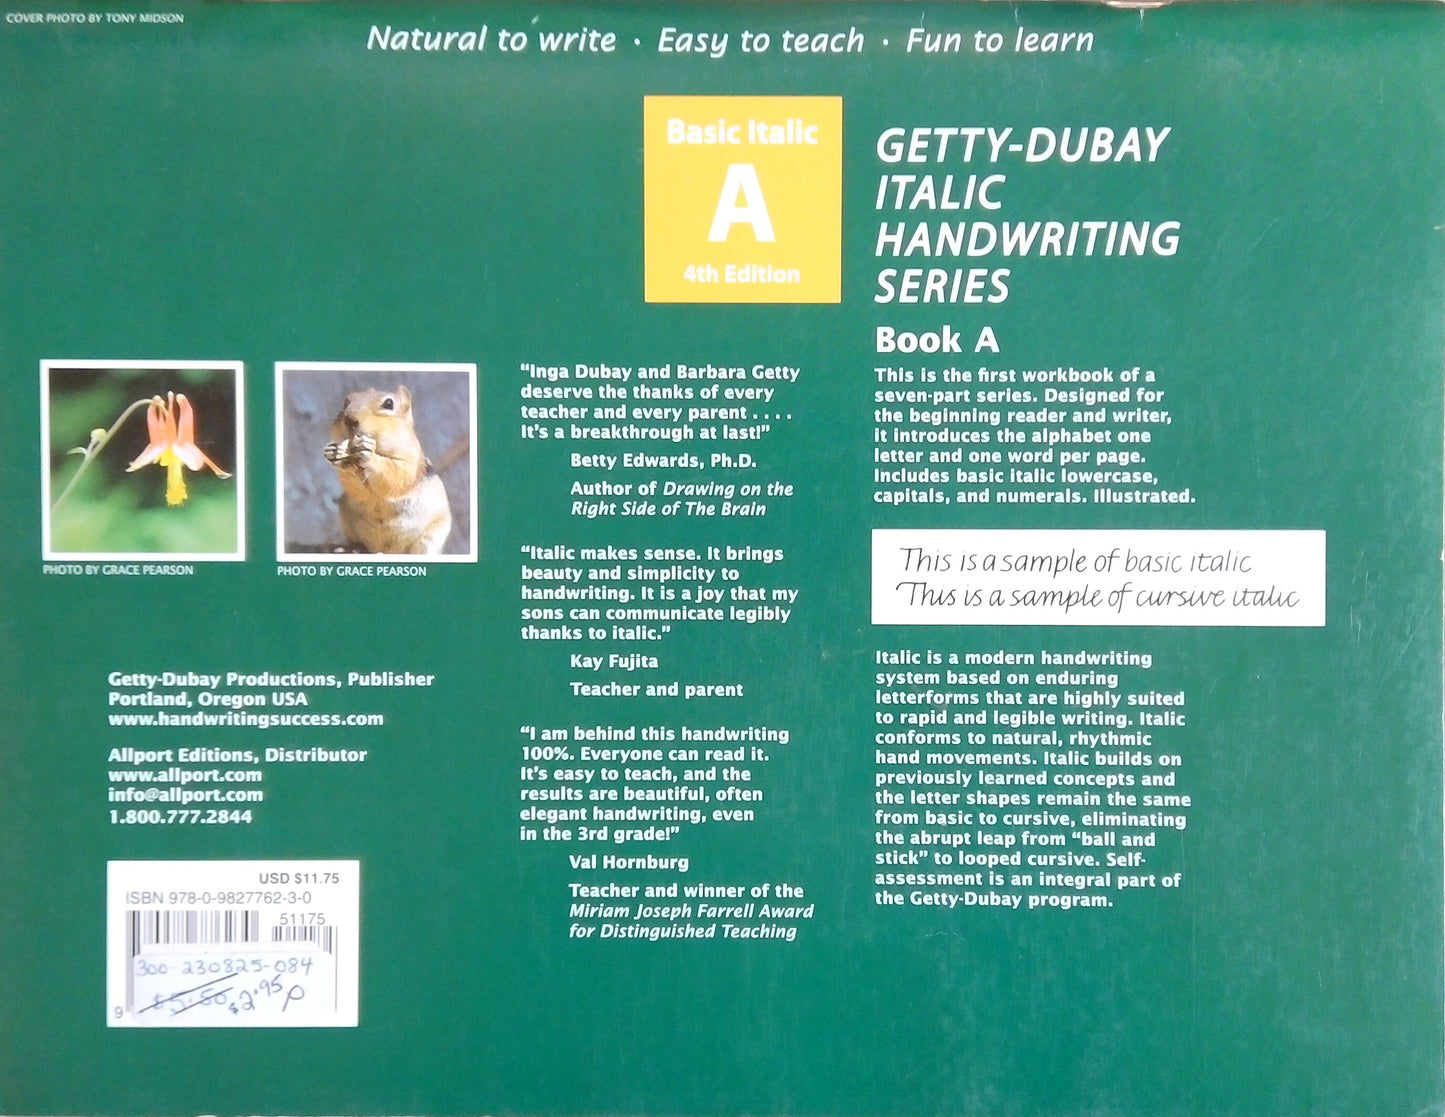 COVER PHOTO BY TONY MIDSON
Natural to write · Easy to teach · Fun to learn
Basic Italic
A
4th Edition
GETTY-DUBAY
ITALIC
HANDWRITING
SERIES
Book A
This is the first workbook of a
seven-part series. Designed for
the beginning reader and writer,
it introduces the alphabet one
letter and one word per page.
Includes basic italic lowercase,
capitals, and numerals. Illustrated.
This is a sample of basic italic
This is a sample of cursive italic
Italic is a modern handwriting
system based on enduring
letterforms that are highly suited
to rapid and legible writing. Italic
conforms to natural, rhythmic
hand movements. Italic builds on
previously learned concepts and
the letter shapes remain the same
from basic to cursive, eliminating
the abrupt leap from “ball and
stick” to looped cursive. Self-
assessment is an integral part of
the Getty-Dubay program.
“Inga Dubay and Barbara Getty
deserve the thanks of every
teacher and every parent . . . .
It’s a breakthrough at last!”
Betty Edwards, Ph.D.
Author of Drawing on the
Right Side of The Brain
“Italic makes sense. It brings
beauty and simplicity to
handwriting. It is a joy that my
sons can communicate legibly
thanks to italic.”
Kay Fujita
Teacher and parent
“I am behind this handwriting
100%. Everyone can read it.
It’s easy to teach, and the
results are beautiful, often
elegant handwriting, even
in the 3rd grade!”
Val Hornburg
Teacher and winner of the
Miriam Joseph Farrell Award
for Distinguished Teaching
PHOTO BY GRACE PEARSON
PHOTO BY GRACE PEARSON
Getty-Dubay Productions, Publisher
Portland, Oregon USA
www.handwritingsuccess.com
Allport Editions, Distributor
www.allport.com
info@allport.com
1.800.777.2844
USD $11.75
ISBN 978-0-9827762-3-0
51175
300-230825-084
$5.80 $2.95
9